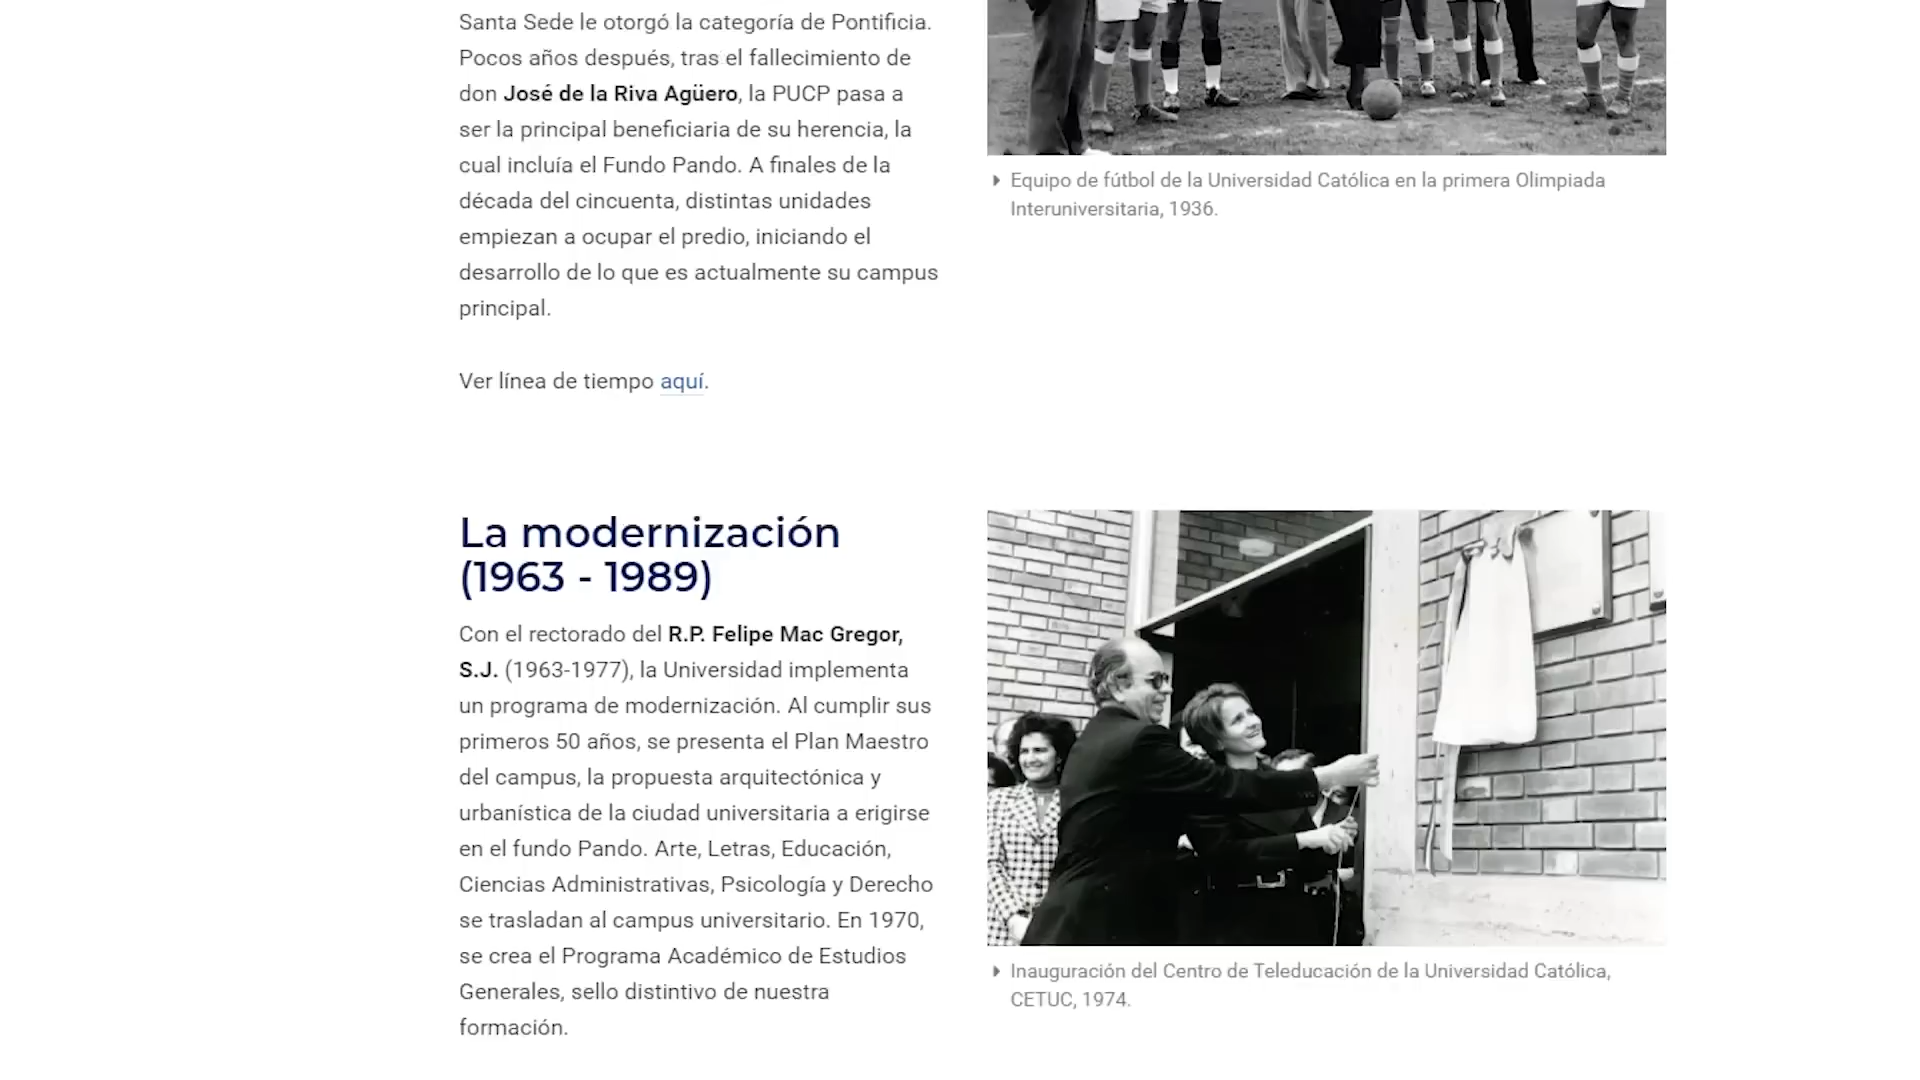 Santa Sede le otorgó la categoría de Pontificia.
Pocos años después, tras el fallecimiento de
don José de la Riva Agüero, la PUCP pasa a
ser la principal beneficiaria de su herencia, la
cual incluía el Fundo Pando. A finales de la
década del cincuenta, distintas unidades
empiezan a ocupar el predio, iniciando el
desarrollo de lo que es actualmente su campus
principal.
Ver línea de tiempo aquí.
Equipo de fútbol de la Universidad Católica en la primera Olimpiada
Interuniversitaria, 1936.
La modernización
(1963 - 1989)
Con el rectorado del R.P. Felipe Mac Gregor,
S.J. (1963-1977), la Universidad implementa
un programa de modernización. Al cumplir sus
primeros 50 años, se presenta el Plan Maestro
del campus, la propuesta arquitectónica y
urbanística de la ciudad universitaria a erigirse
en el fundo Pando. Arte, Letras, Educación,
Ciencias Administrativas, Psicología y Derecho
se trasladan al campus universitario. En 1970,
se crea el Programa Académico de Estudios
Generales, sello distintivo de nuestra
formación.
Inauguración del Centro de Teleducación de la Universidad Católica,
CETUC, 1974.